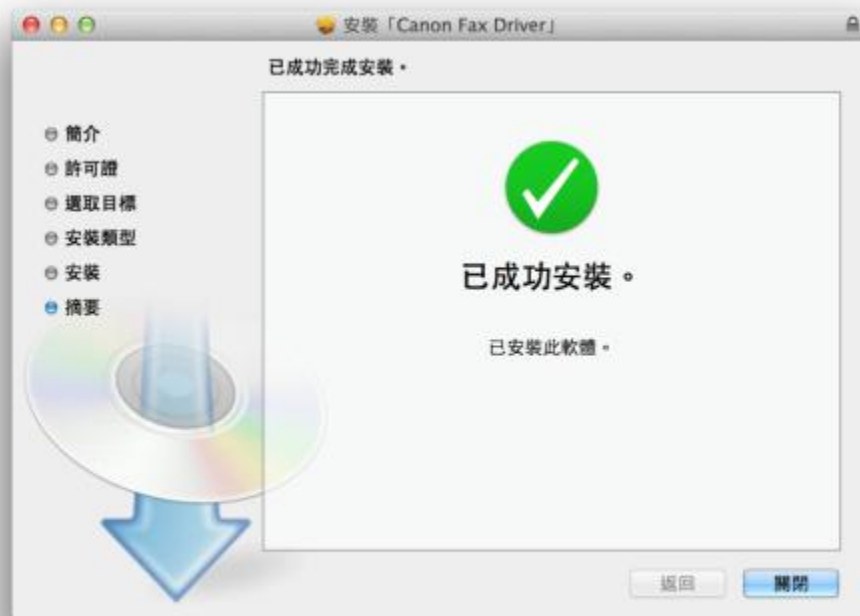 安裝「Canon Fax Driver」
已成功完成安裝。
簡介
許可證
選取目標
安裝類型
安裝
摘要
已成功安裝。
已安裝此軟體。
返回
關閉